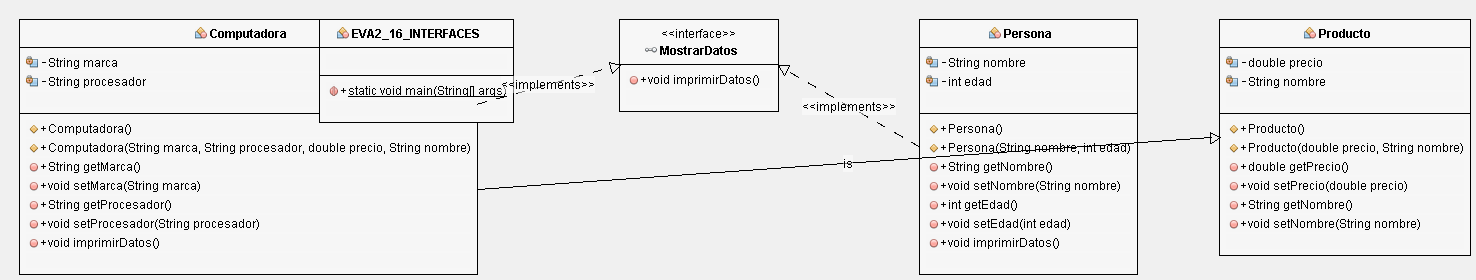 Computadora
- String marca
- String procesador
+ Computadora()
+ Computadora(String marca, String procesador, double precio, String nombre)
+ String getMarca()
+ void setMarca(String marca)
+ String getProcesador()
+ void setProcesador(String procesador)
+ void imprimirDatos()
EVA2_16_INTERFACES
+ static void main(String[] args)
<<implements>>
<<interface>>
MostrarDatos
+ void imprimirDatos()
<<implements>>
is
Persona
- String nombre
- int edad
+ Persona()
+ Persona(String nombre, int edad)
+ String getNombre()
+ void setNombre(String nombre)
+ int getEdad()
+ void setEdad(int edad)
+ void imprimirDatos()
Producto
- double precio
- String nombre
+ Producto()
+ Producto(double precio, String nombre)
+ double getPrecio()
+ void setPrecio(double precio)
+ String getNombre()
+ void setNombre(String nombre)